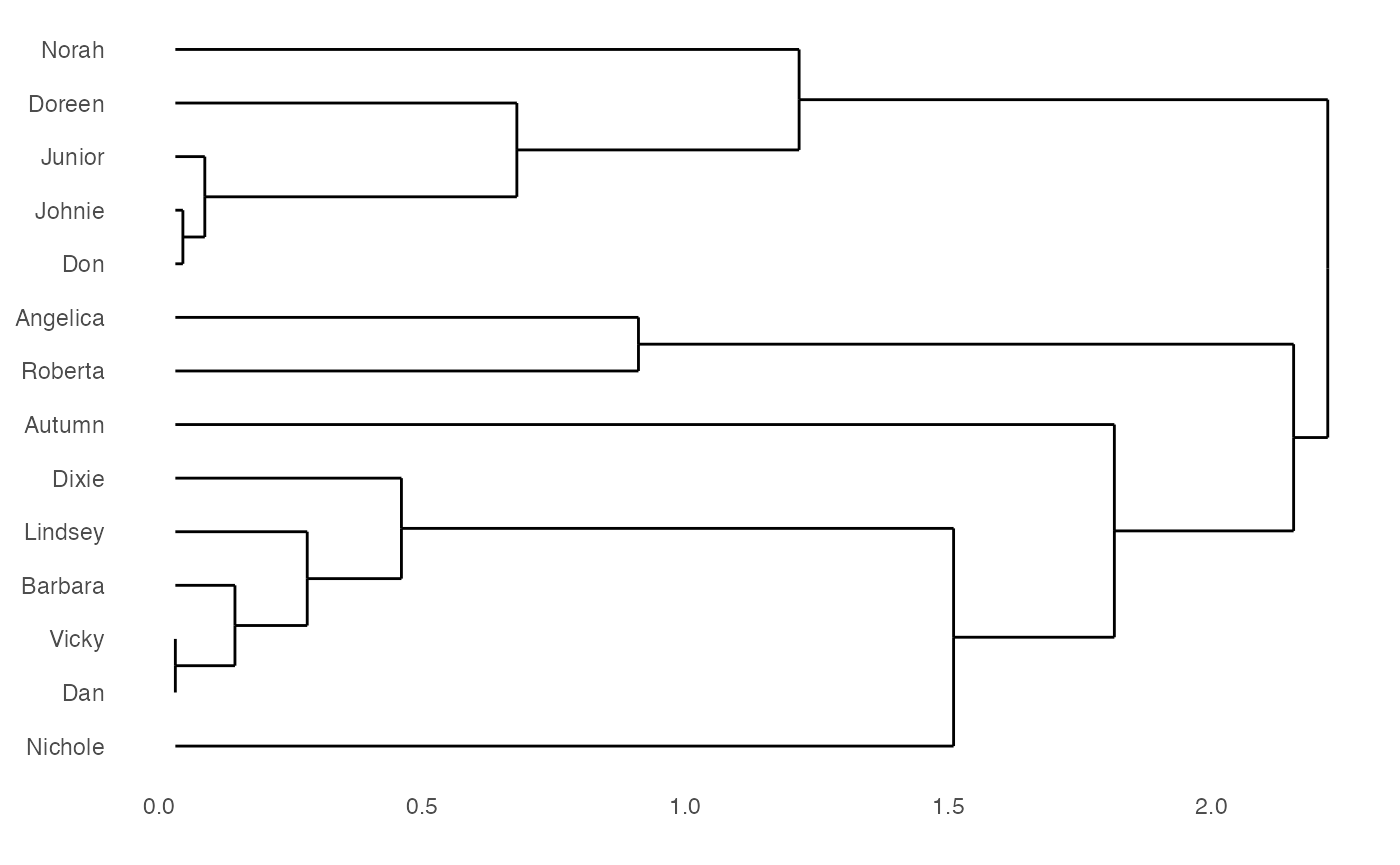 Norah
Doreen
Junior
Johnie
Don
Angelica
Roberta
Autumn
Dixie
Lindsey
Barbara
Vicky
Dan
Nichole
0.0 0.5 1.0 1.5 2.0